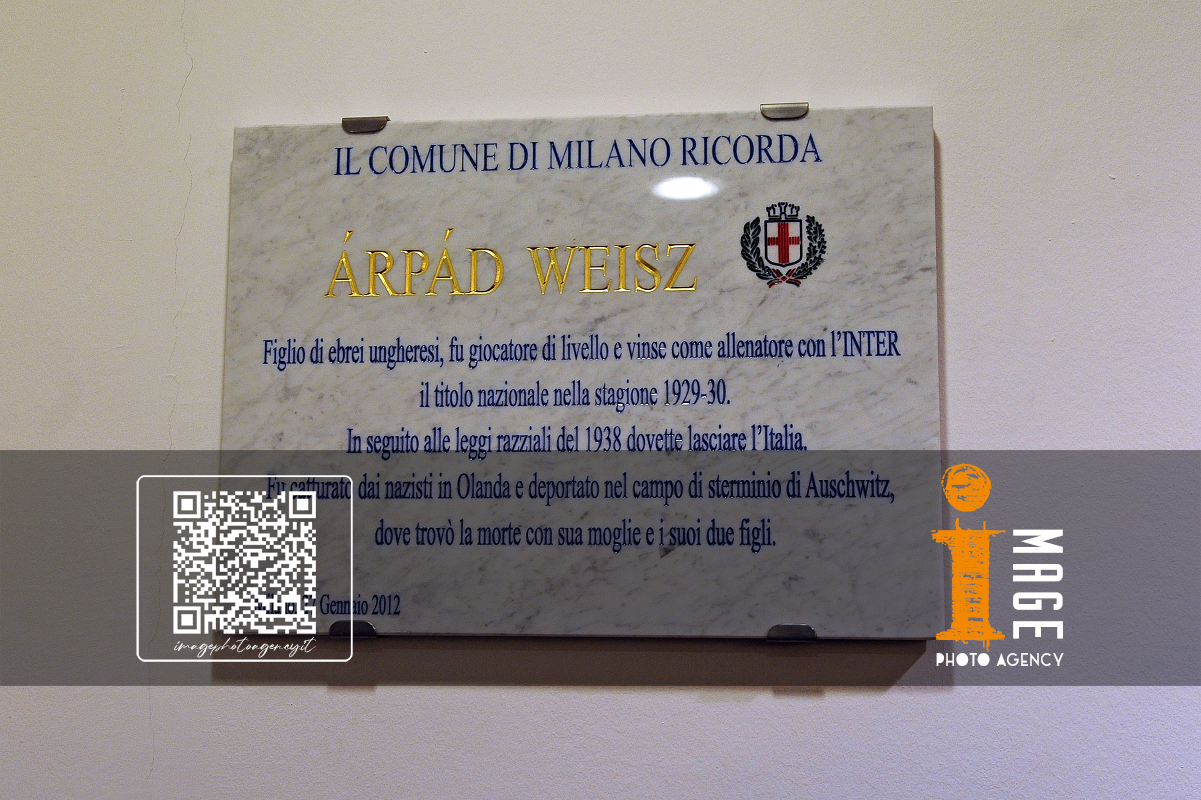 IL COMUNE DI MILANO RICORDA
ÁRPÁD WEISZ
Figlio di ebrei ungheresi, fu giocatore di livello e vinse come allenatore con l'INTER
il titolo nazionale nella stagione 1929-30.
In seguito alle leggi razziali del 1938 dovette lasciare l'Italia.
Fu catturato dai nazisti in Olanda e deportato nel campo di sterminio di Auschwitz,
dove trovò la morte con sua moglie e i suoi due figli.
Gennaio 2012
imagephotoagency.it
iMAGE
PHOTO AGENCY